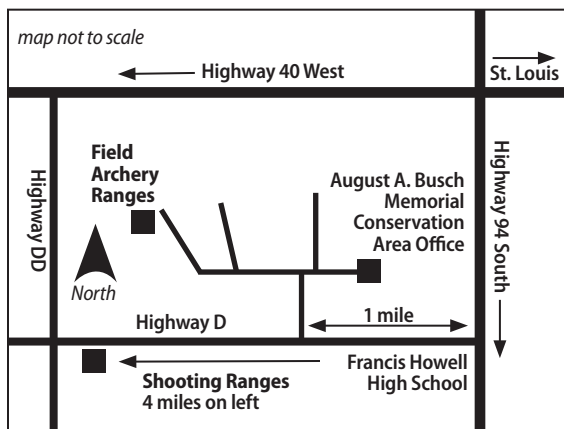 map not to scale
Highway 40 West
St. Louis
Field
Archery
Ranges
August A. Busch
Memorial
Conservation
Area Office
Highway DD
Highway 94 South
North
Highway D
1 mile
Shooting Ranges
4 miles on left
Francis Howell
High School